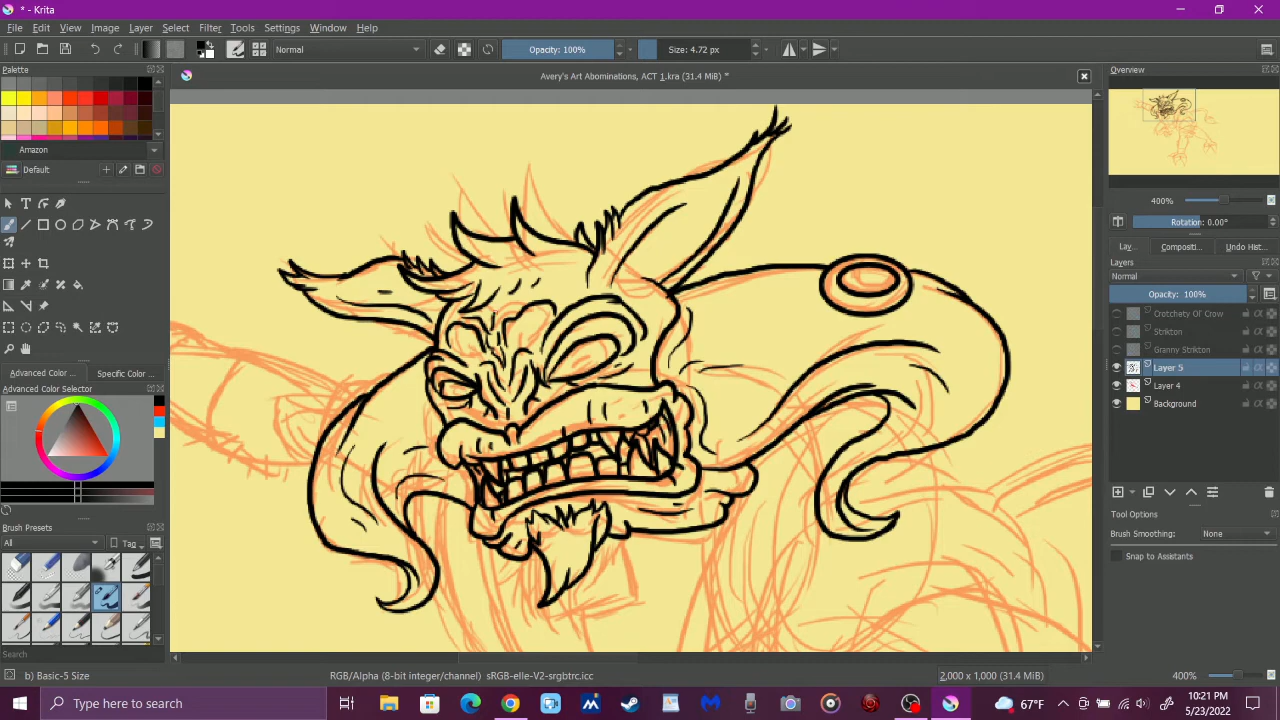 * - Krita
File Edit View Image Layer Select Filter Tools Settings Window Help
Normal Opacity: 100% Size: 4.72 px
Palette
Avery's Art Abominations, ACT 1.kra (31.4 MiB) *
Overview
Amazon
Default
400%
Rotation: 0.00°
Lay... Compositi... Undo Hist...
Layers
Normal
Opacity: 100%
Crotchety Ol' Crow
Strikton
Granny Strikton
Layer 5
Layer 4
Background
Advanced Color ... Specific Color ...
Advanced Color Selector
Tool Options
Brush Smoothing: None
Snap to Assistants
Brush Presets
All Tag
Search
b) Basic-5 Size RGB/Alpha (8-bit integer/channel) sRGB-elle-V2-srgbtrc.icc 2,000 x 1,000 (31.4 MiB) 400%
Type here to search 67°F 10:21 PM
5/23/2022